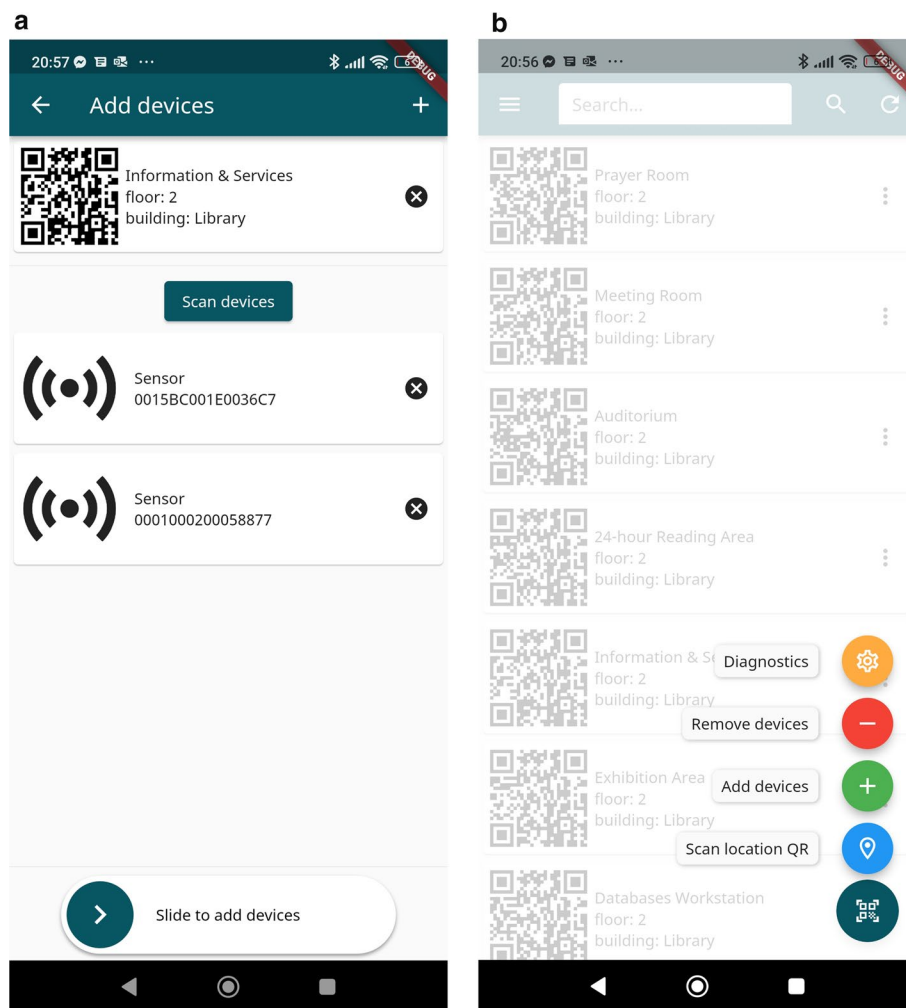 a
20:57
DEBUG
Add devices
Information & Services
floor: 2
building: Library
Scan devices
Sensor
0015BC001E0036C7
Sensor
0001000200058877
Slide to add devices
b
20:56
DEBUG
Search...
Prayer Room
floor: 2
building: Library
Meeting Room
floor: 2
building: Library
Auditorium
floor: 2
building: Library
24-hour Reading Area
floor: 2
building: Library
Information & S
floor: 2
building: Library
Diagnostics
Remove devices
Exhibition Area
floor: 2
building: Library
Add devices
Scan location QR
Databases Workstation
floor: 2
building: Library